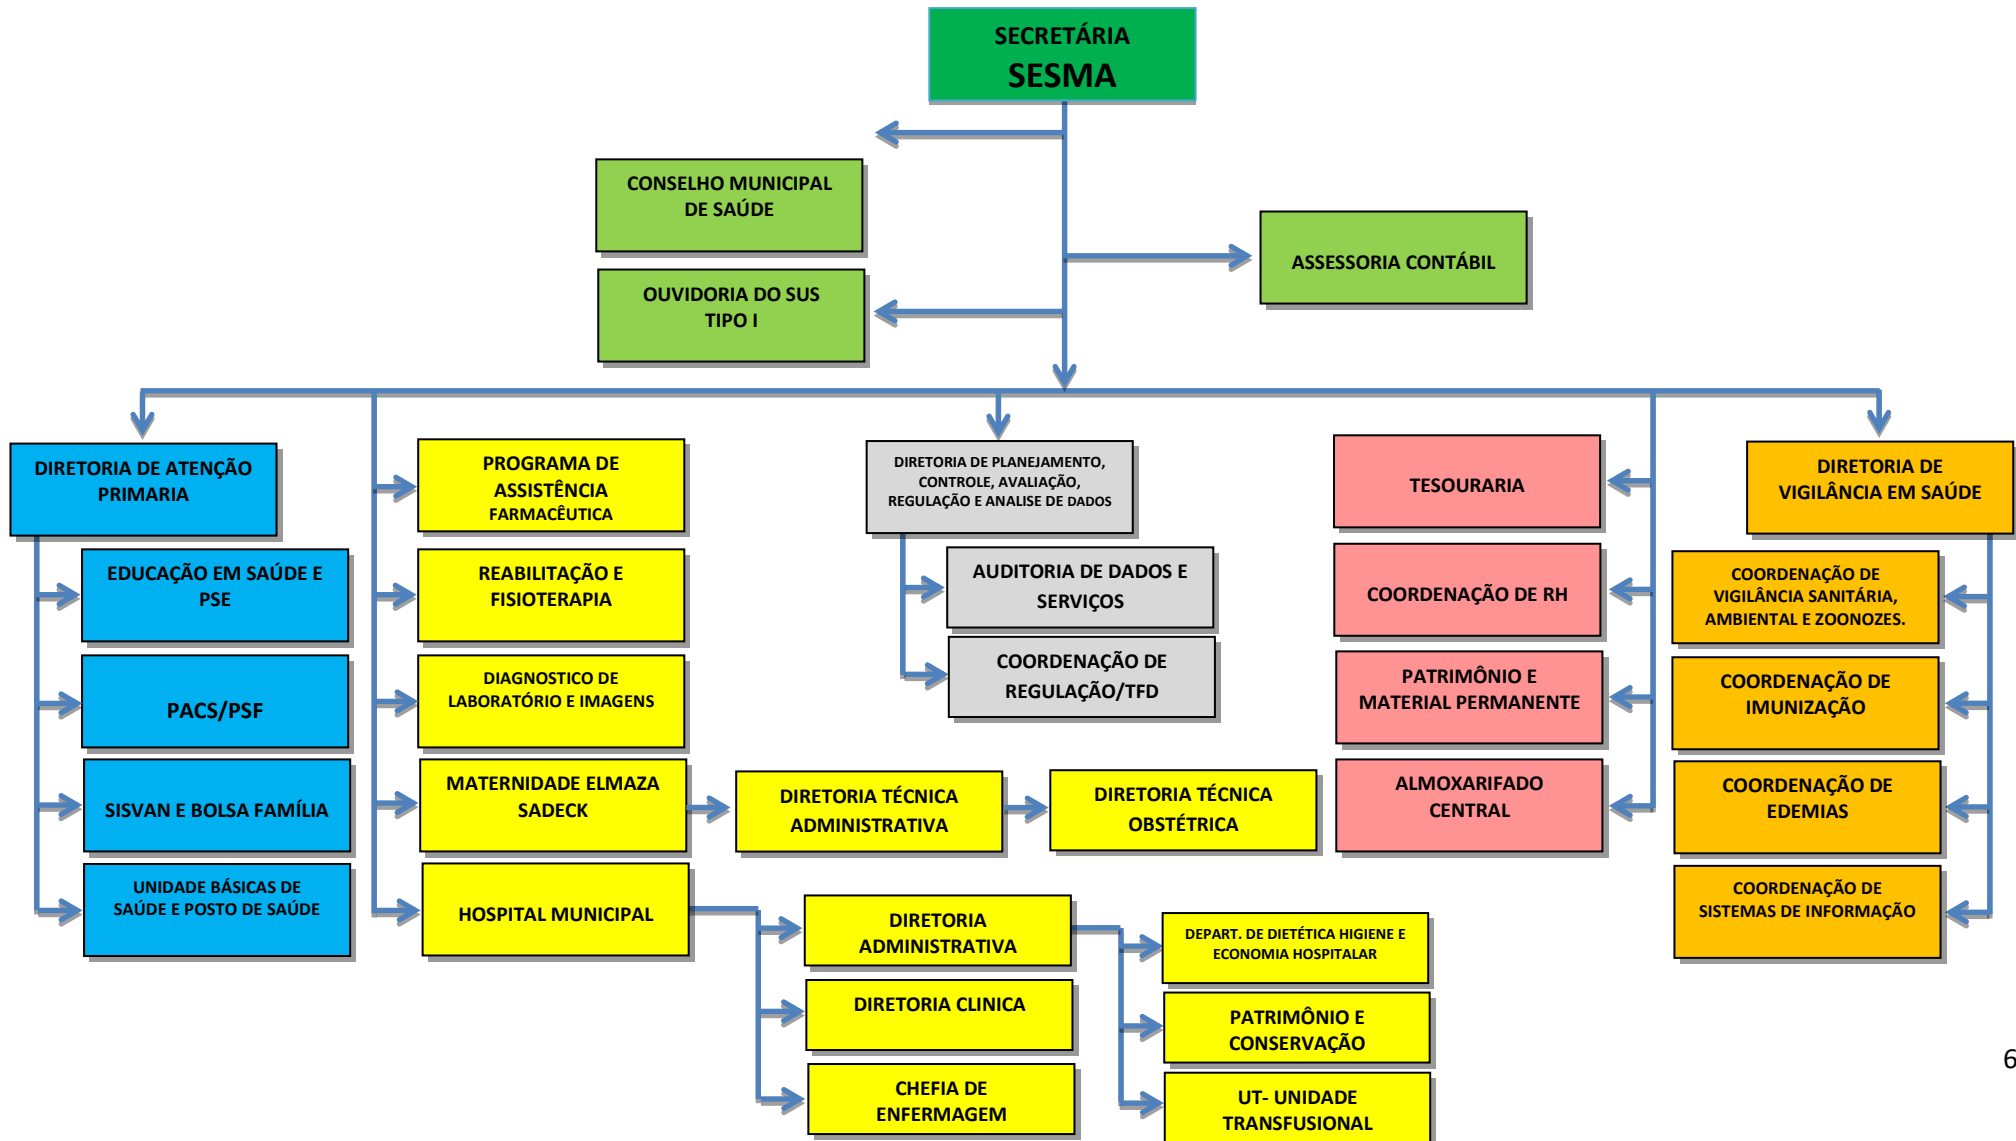 SECRETÁRIA
SESMA
CONSELHO MUNICIPAL
DE SAÚDE
ASSESSORIA CONTÁBIL
OUVIDORIA DO SUS
TIPO I
DIRETORIA DE ATENÇÃO
PRIMARIA
EDUCAÇÃO EM SAÚDE E
PSE
PACS/PSF
SISVAN E BOLSA FAMÍLIA
UNIDADE BÁSICAS DE
SAÚDE E POSTO DE SAÚDE
PROGRAMA DE
ASSISTÊNCIA
FARMACÊUTICA
REABILITAÇÃO E
FISIOTERAPIA
DIAGNOSTICO DE
LABORATÓRIO E IMAGENS
MATERNIDADE ELMAZA
SADECK
DIRETORIA TÉCNICA
ADMINISTRATIVA
DIRETORIA TÉCNICA
OBSTÉTRICA
HOSPITAL MUNICIPAL
DIRETORIA
ADMINISTRATIVA
DIRETORIA CLINICA
CHEFIA DE
ENFERMAGEM
DEPART. DE DIETÉTICA HIGIENE E
ECONOMIA HOSPITALAR
PATRIMÔNIO E
CONSERVAÇÃO
UT- UNIDADE
TRANSFUSIONAL
DIRETORIA DE PLANEJAMENTO,
CONTROLE, AVALIAÇÃO,
REGULAÇÃO E ANALISE DE DADOS
AUDITORIA DE DADOS E
SERVIÇOS
COORDENAÇÃO DE
REGULAÇÃO/TFD
TESOURARIA
COORDENAÇÃO DE RH
PATRIMÔNIO E
MATERIAL PERMANENTE
ALMOXARIFADO
CENTRAL
DIRETORIA DE
VIGILÂNCIA EM SAÚDE
COORDENAÇÃO DE
VIGILÂNCIA SANITÁRIA,
AMBIENTAL E ZOONOZES.
COORDENAÇÃO DE
IMUNIZAÇÃO
COORDENAÇÃO DE
EDEMIAS
COORDENAÇÃO DE
SISTEMAS DE INFORMAÇÃO
6